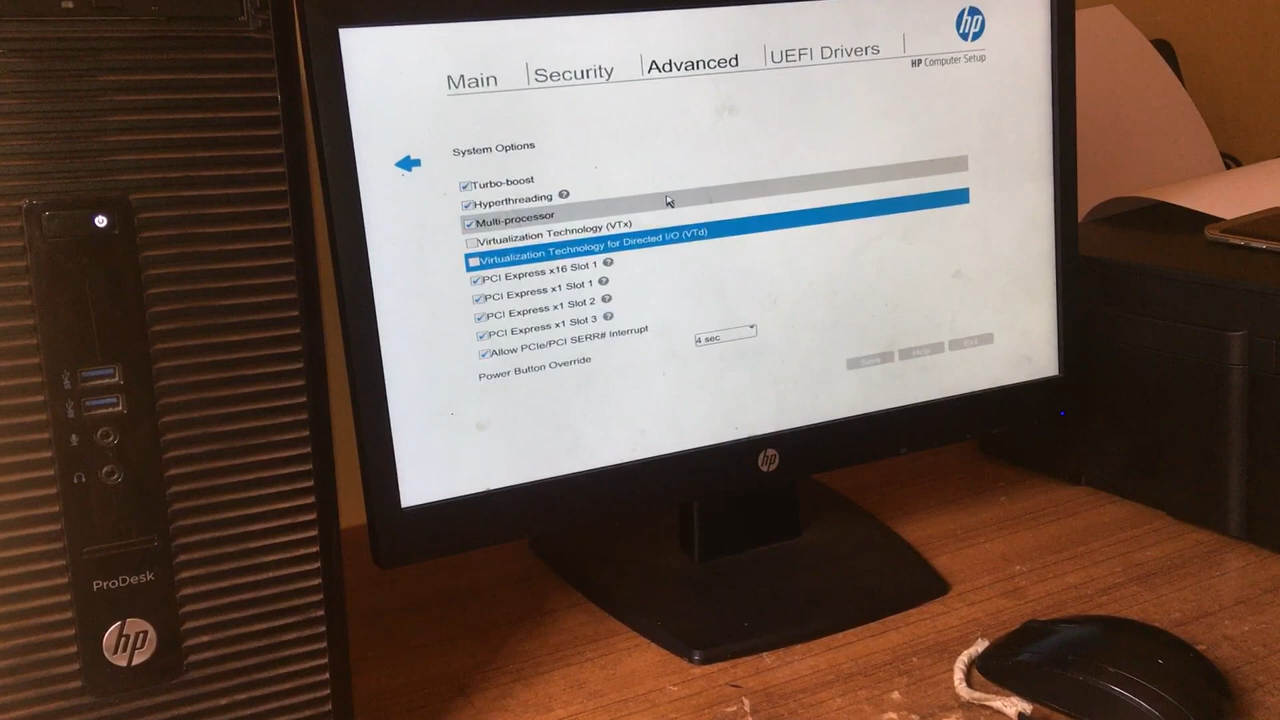 Main
Security
Advanced
UEFI Drivers
hp
HP Computer Setup
System Options
Turbo-boost
Hyperthreading ?
Multi-processor
Virtualization Technology (VTx)
Virtualization Technology for Directed I/O (VTd)
PCI Express x16 Slot 1 ?
PCI Express x1 Slot 1 ?
PCI Express x1 Slot 2 ?
PCI Express x1 Slot 3 ?
Allow PCIe/PCI SERR# Interrupt
Power Button Override
4 sec
Save
Help
Exit
hp
ProDesk
hp